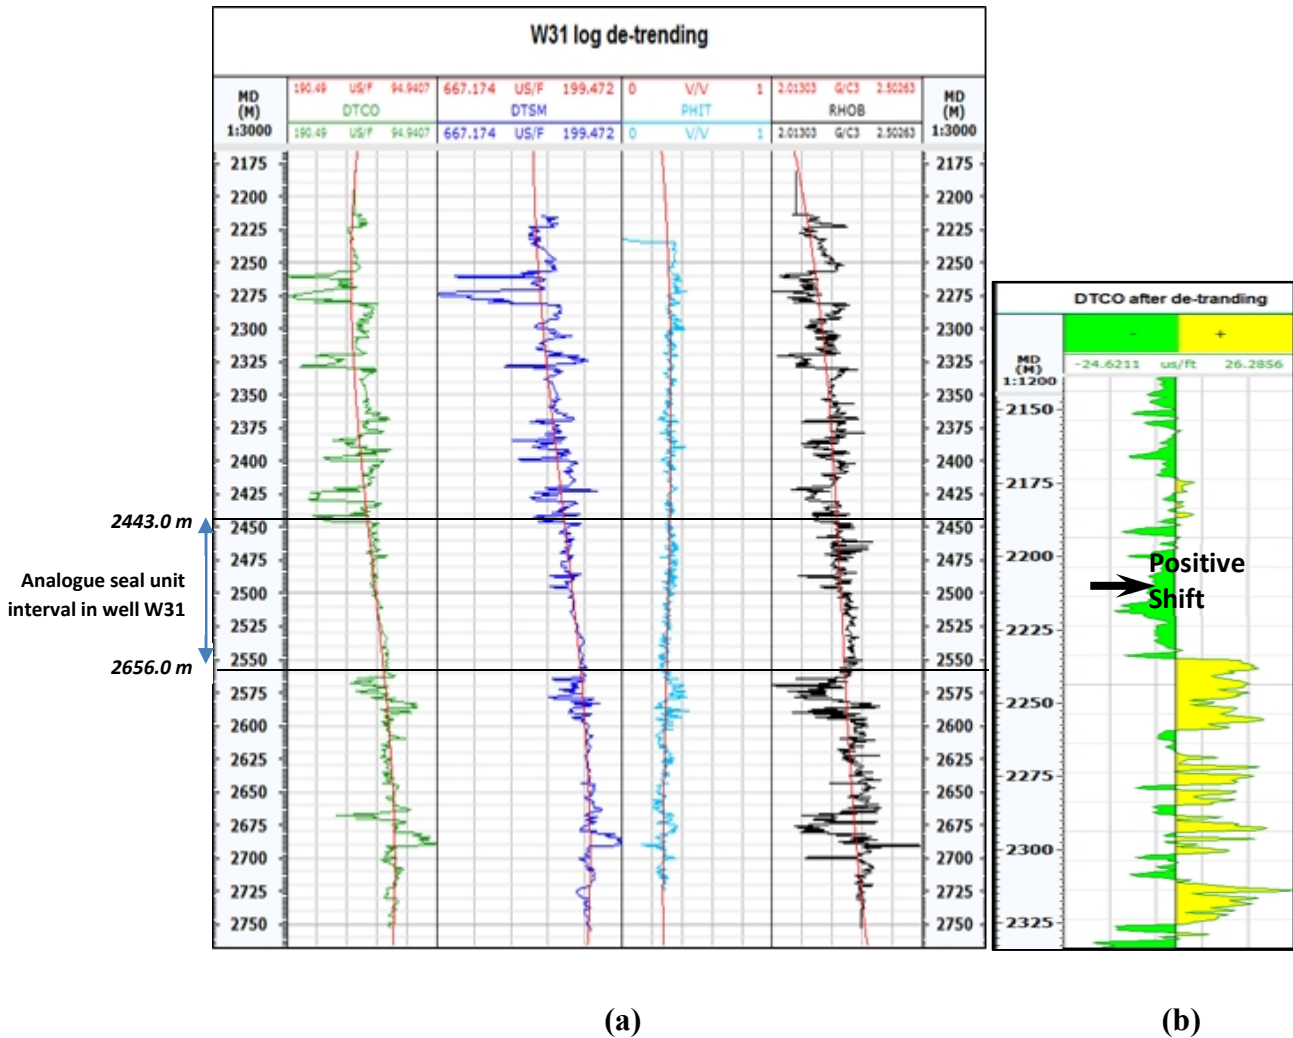 W31 log de-trending
MD
(M)
1:3000
190.49 US/F 94.9407
DTCO
190.49 US/F 94.9407
667.174 US/F 199.472
DTSM
667.174 US/F 199.472
0 V/V 1
PHIT
0 V/V 1
2.01303 G/C3 2.50263
RHOB
2.01303 G/C3 2.50263
MD
(M)
1:3000
2175
2200
2225
2250
2275
2300
2325
2350
2375
2400
2425
2450
2475
2500
2525
2550
2575
2600
2625
2650
2675
2700
2725
2750
2175
2200
2225
2250
2275
2300
2325
2350
2375
2400
2425
2450
2475
2500
2525
2550
2575
2600
2625
2650
2675
2700
2725
2750
2443.0 m
Analogue seal unit
interval in well W31
2656.0 m
DTCO after de-tranding
- +
MD
(M)
1:1200
-24.6211 us/ft 26.2856
2150
2175
2200
2225
2250
2275
2300
2325
Positive
Shift
(a) (b)